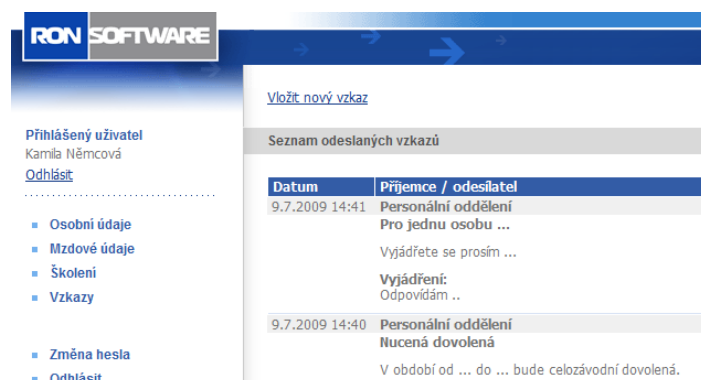 RON SOFTWARE
Přihlášený uživatel
Kamila Němcová
Odhlásit
Osobní údaje
Mzdové údaje
Školení
Vzkazy
Změna hesla
Odhlásit
Vložit nový vzkaz
Seznam odeslaných vzkazů
Datum Příjemce / odesílatel
9.7.2009 14:41 Personální oddělení
Pro jednu osobu ...
Vyjádřete se prosím ...
Vyjádření:
Odpovídám ..
9.7.2009 14:40 Personální oddělení
Nucená dovolená
V období od ... do ... bude celozávodní dovolená.